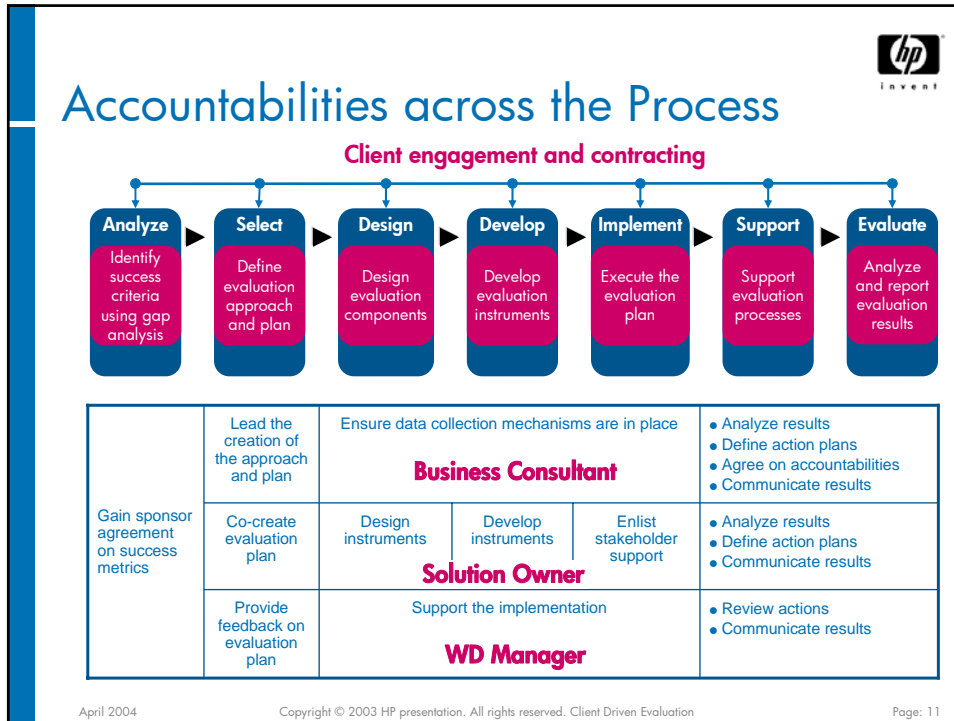 hp
invent
Accountabilities across the Process
Client engagement and contracting
Analyze
Identify
success
criteria
using gap
analysis
Select
Define
evaluation
approach
and plan
Design
Design
evaluation
components
Develop
Develop
evaluation
instruments
Implement
Execute the
evaluation
plan
Support
Support
evaluation
processes
Evaluate
Analyze
and report
evaluation
results
Gain sponsor
agreement
on success
metrics
Lead the
creation of
the approach
and plan
Ensure data collection mechanisms are in place
Business Consultant
• Analyze results
• Define action plans
• Agree on accountabilities
• Communicate results
Co-create
evaluation
plan
Design
instruments
Develop
instruments
Enlist
stakeholder
support
Solution Owner
• Analyze results
• Define action plans
• Communicate results
Provide
feedback on
evaluation
plan
Support the implementation
WD Manager
• Review actions
• Communicate results
April 2004
Copyright © 2003 HP presentation. All rights reserved. Client Driven Evaluation
Page: 11